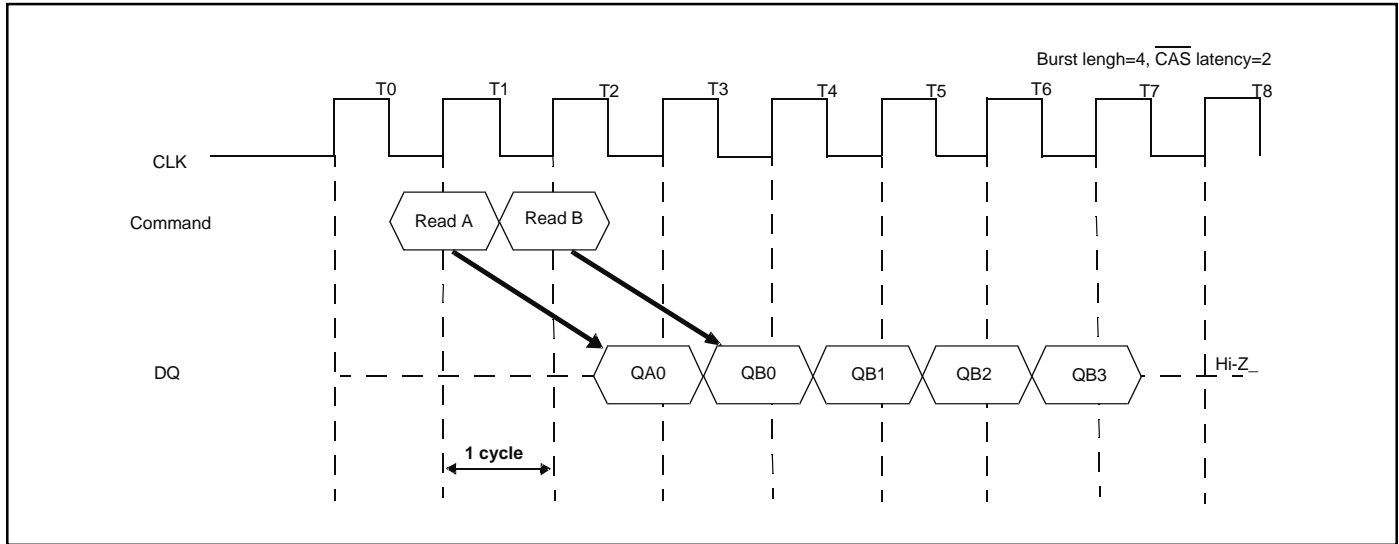 Burst lengh=4, CAS latency=2
T0 T1 T2 T3 T4 T5 T6 T7 T8
CLK
Command Read A Read B
DQ QA0 QB0 QB1 QB2 QB3 Hi-Z_
1 cycle